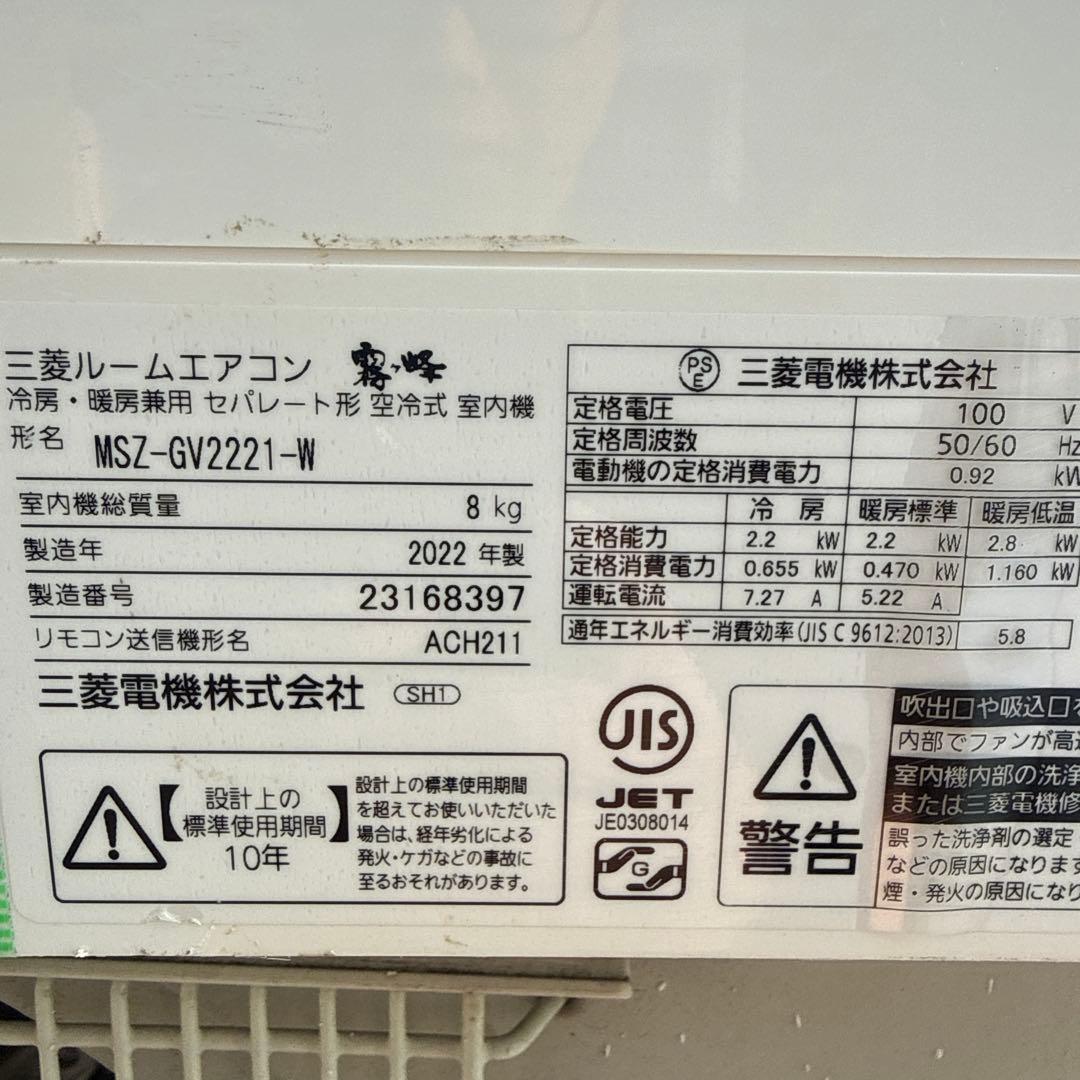 三菱ルームエアコン 霧ヶ峰
冷房・暖房兼用 セパレート形 空冷式 室内機
形名 MSZ-GV2221-W
室内機総質量 8 kg
製造年 2022 年製
製造番号 23168397
リモコン送信機形名 ACH211
三菱電機株式会社 SH1
【設計上の標準使用期間】
10年
設計上の標準使用期間
を超えてお使いいただいた
場合は、経年劣化による
発火・ケガなどの事故に
至るおそれがあります。
PSE 三菱電機株式会社
定格電圧 100 V
定格周波数 50/60 Hz
電動機の定格消費電力 0.92 kW
冷房 暖房標準 暖房低温
定格能力 2.2 kW 2.2 kW 2.8 kW
定格消費電力 0.655 kW 0.470 kW 1.160 kW
運転電流 7.27 A 5.22 A
通年エネルギー消費効率(JIS C 9612:2013) 5.8
JIS
JET
JE0308014
G
警告
吹出口や吸込口を
内部でファンが高速
室内機内部の洗浄
または三菱電機修
誤った洗浄剤の選定
などの原因になります
煙・発火の原因になり